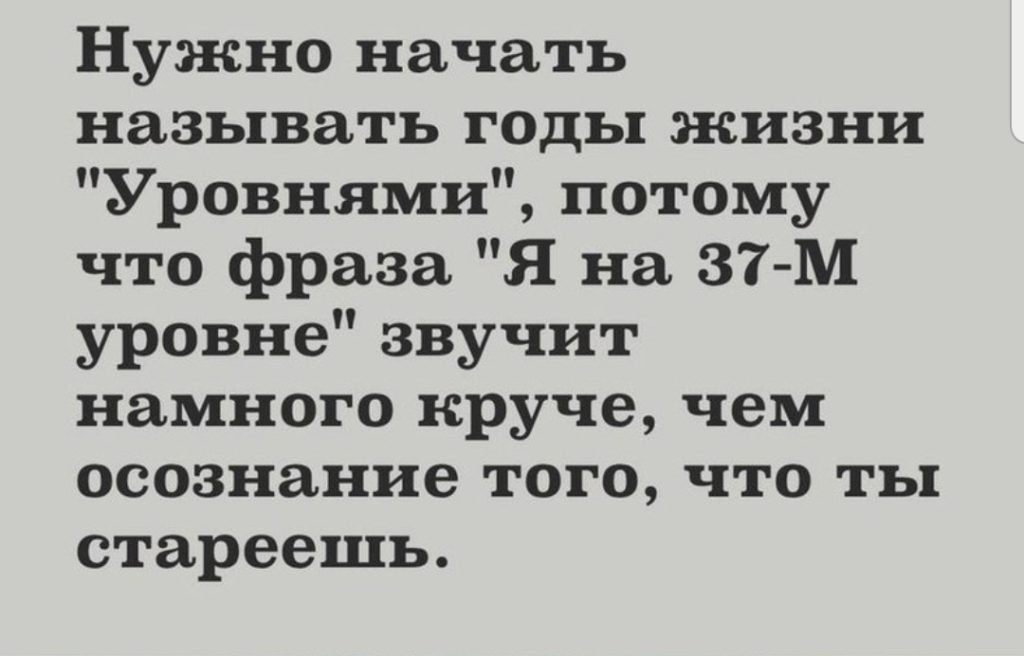 Нужно начать
называть годы жизни
"Уровнями", потому
что фраза "Я на 37-М
уровне" звучит
намного круче, чем
осознание того, что ты
стареешь.